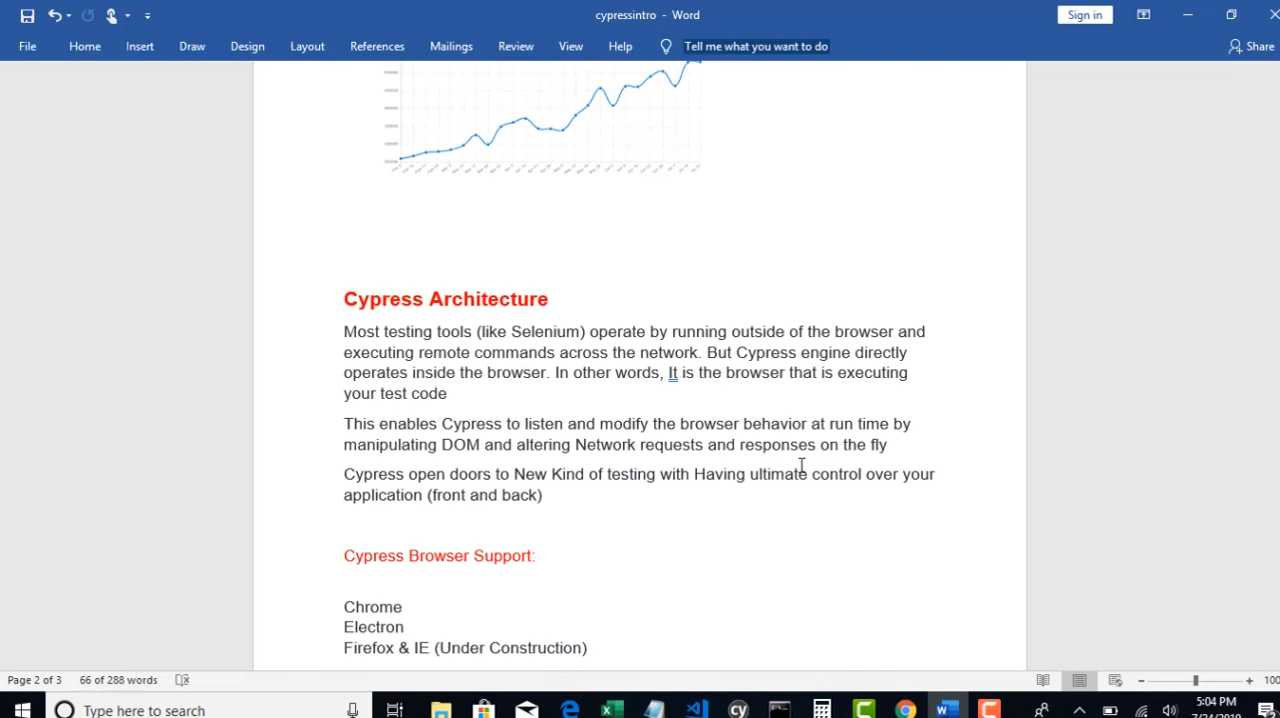 cypressintro - Word
Sign in
File Home Insert Draw Design Layout References Mailings Review View Help Tell me what you want to do Share
Cypress Architecture
Most testing tools (like Selenium) operate by running outside of the browser and
executing remote commands across the network. But Cypress engine directly
operates inside the browser. In other words, It is the browser that is executing
your test code
This enables Cypress to listen and modify the browser behavior at run time by
manipulating DOM and altering Network requests and responses on the fly
Cypress open doors to New Kind of testing with Having ultimate control over your
application (front and back)
Cypress Browser Support:
Chrome
Electron
Firefox & IE (Under Construction)
Page 2 of 3 66 of 288 words
100
Type here to search
cy
5:04 PM